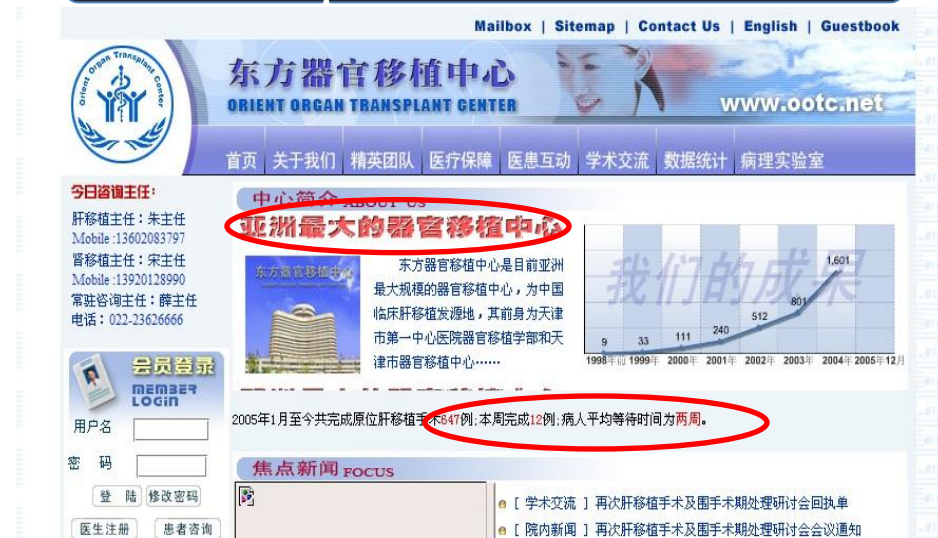 Mailbox | Sitemap | Contact Us | English | Guestbook
Orient Organ Transplant Center
东方器官移植中心
ORIENT ORGAN TRANSPLANT CENTER
www.ootc.net
首页 关于我们 精英团队 医疗保障 医患互动 学术交流 数据统计 病理实验室
今日咨询主任:
肝移植主任：朱主任
Mobile :13602083797
肾移植主任：宋主任
Mobile :13920128990
常驻咨询主任：薛主任
电话：022-23626666
会员登录
MEMBER
LOGIN
用户名
密 码
登 陆 修改密码
医生注册 患者咨询
中心简介 ABOUT US
亚洲最大的器官移植中心
东方器官移植中心
东方器官移植中心是目前亚洲
最大规模的器官移植中心，为中国
临床肝移植发源地，其前身为天津
市第一中心医院器官移植学部和天
津市器官移植中心……
我们的成果
9 33 111 240 512 801 1,601
1998年前 1999年 2000年 2001年 2002年 2003年 2004年 2005年12月
2005年1月至今共完成原位肝移植手术647例;本周完成12例;病人平均等待时间为两周。
焦点新闻 FOCUS
[ 学术交流 ] 再次肝移植手术及围手术期处理研讨会回执单
[ 院内新闻 ] 再次肝移植手术及围手术期处理研讨会会议通知